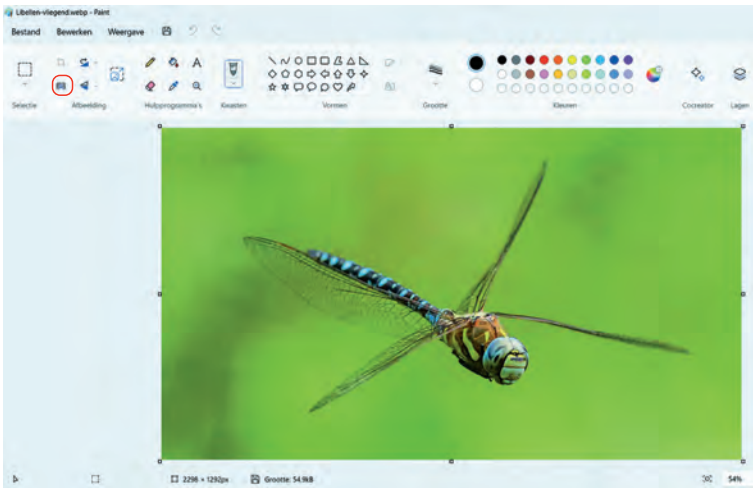 Libellen-vliegend.webp - Paint
Bestand Bewerken Weergave
A
Selectie Afbeelding Hulpprogramma's Kwasten Vormen Grootte Kleuren Cocreator Lagen
2298 × 1292px Grootte: 54.9kB 54%